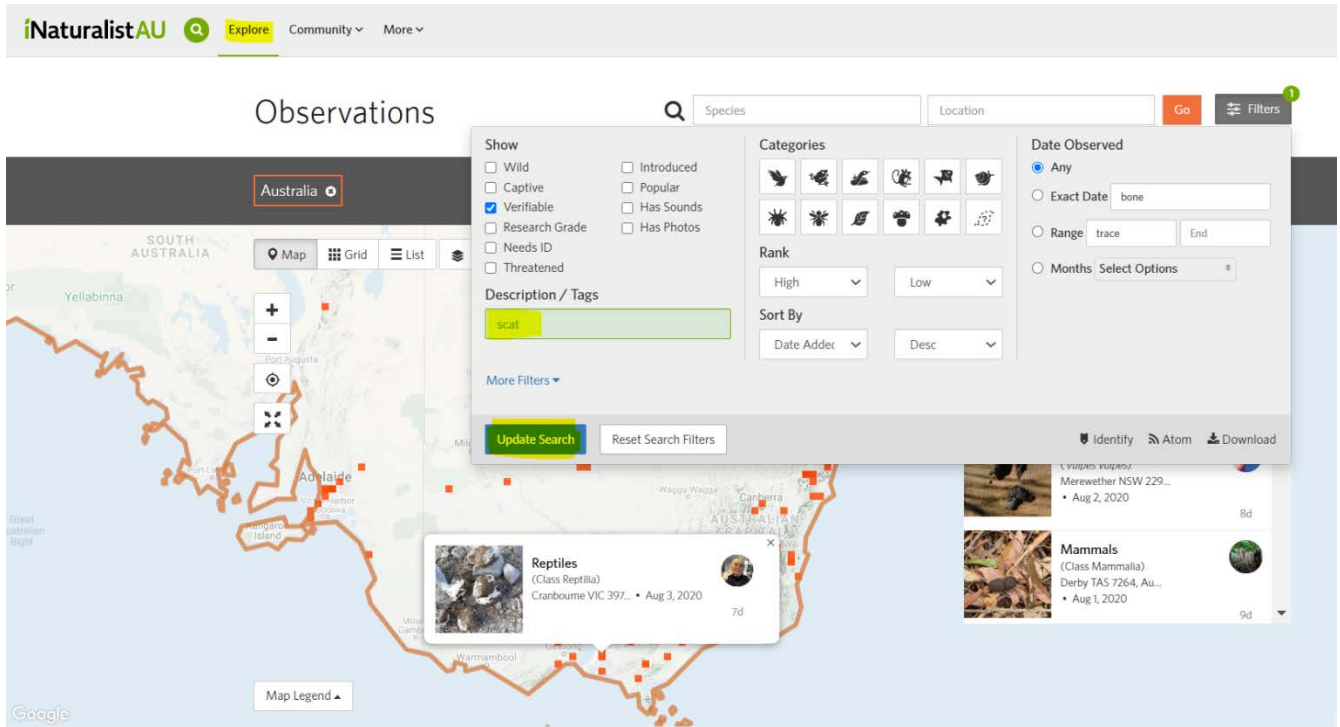 iNaturalistAU Explore Community More
Observations
Species
Location
Go
Filters
1
Show
Wild
Captive
Verifiable
Research Grade
Needs ID
Threatened
Introduced
Popular
Has Sounds
Has Photos
Description / Tags
scat
More Filters
Categories
Rank
High
Low
Sort By
Date Addec
Desc
Date Observed
Any
Exact Date bone
Range trace End
Months Select Options
Update Search
Reset Search Filters
Identify Atom Download
Australia
Map Grid List
SOUTH
AUSTRALIA
Yellabinna
Port Augusta
Adelaide
Wagga Wagga
Canberra
AUSTRALIAN
CAPITAL
Island
Reptiles
(Class Reptilia)
Cranbourne VIC 397... • Aug 3, 2020
7d
Geelong
Warrnambool
(Vulpes vulpes)
Merewether NSW 229...
• Aug 2, 2020
8d
Mammals
(Class Mammalia)
Derby TAS 7264, Au...
• Aug 1, 2020
9d
Map Legend
Google